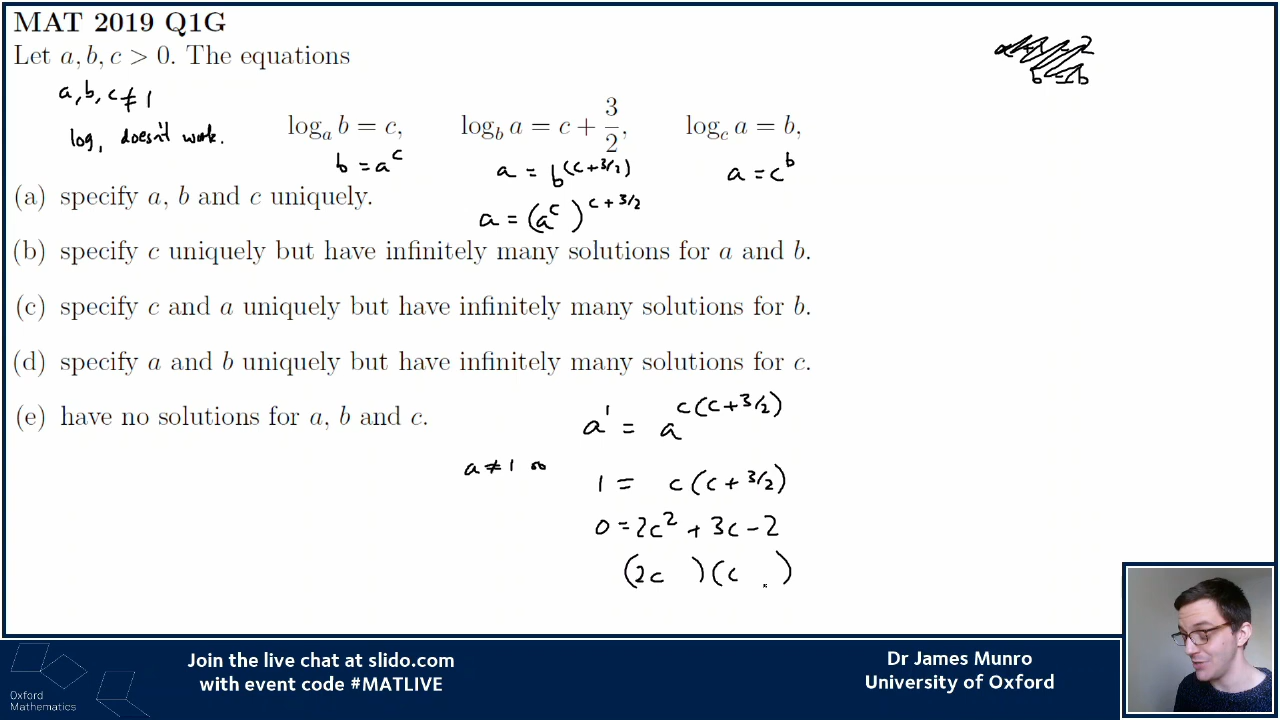 MAT 2019 Q1G
Let a, b, c > 0. The equations
a, b, c ≠ 1
log₁ doesn't work.
logₐ b = c, log_b a = c + 3/2, log_c a = b,
b = a^c a = b^(c+3/2) a = c^b
a = (a^c)^(c+3/2)
(a) specify a, b and c uniquely.
(b) specify c uniquely but have infinitely many solutions for a and b.
(c) specify c and a uniquely but have infinitely many solutions for b.
(d) specify a and b uniquely but have infinitely many solutions for c.
(e) have no solutions for a, b and c.
a¹ = a^(c(c+3/2))
a ≠ 1 so
1 = c(c + 3/2)
0 = 2c² + 3c - 2
(2c )(c )
Oxford
Mathematics
Join the live chat at slido.com
with event code #MATLIVE
Dr James Munro
University of Oxford